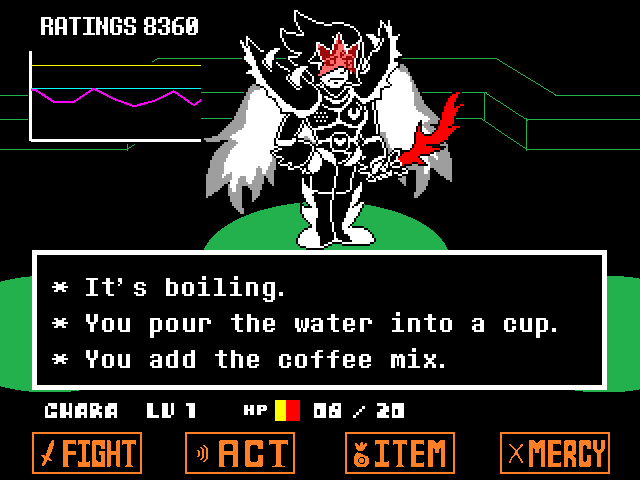 RATINGS 8360
* It's boiling.
* You pour the water into a cup.
* You add the coffee mix.
CHARA LV 1 HP 08 / 20
FIGHT ACT ITEM MERCY